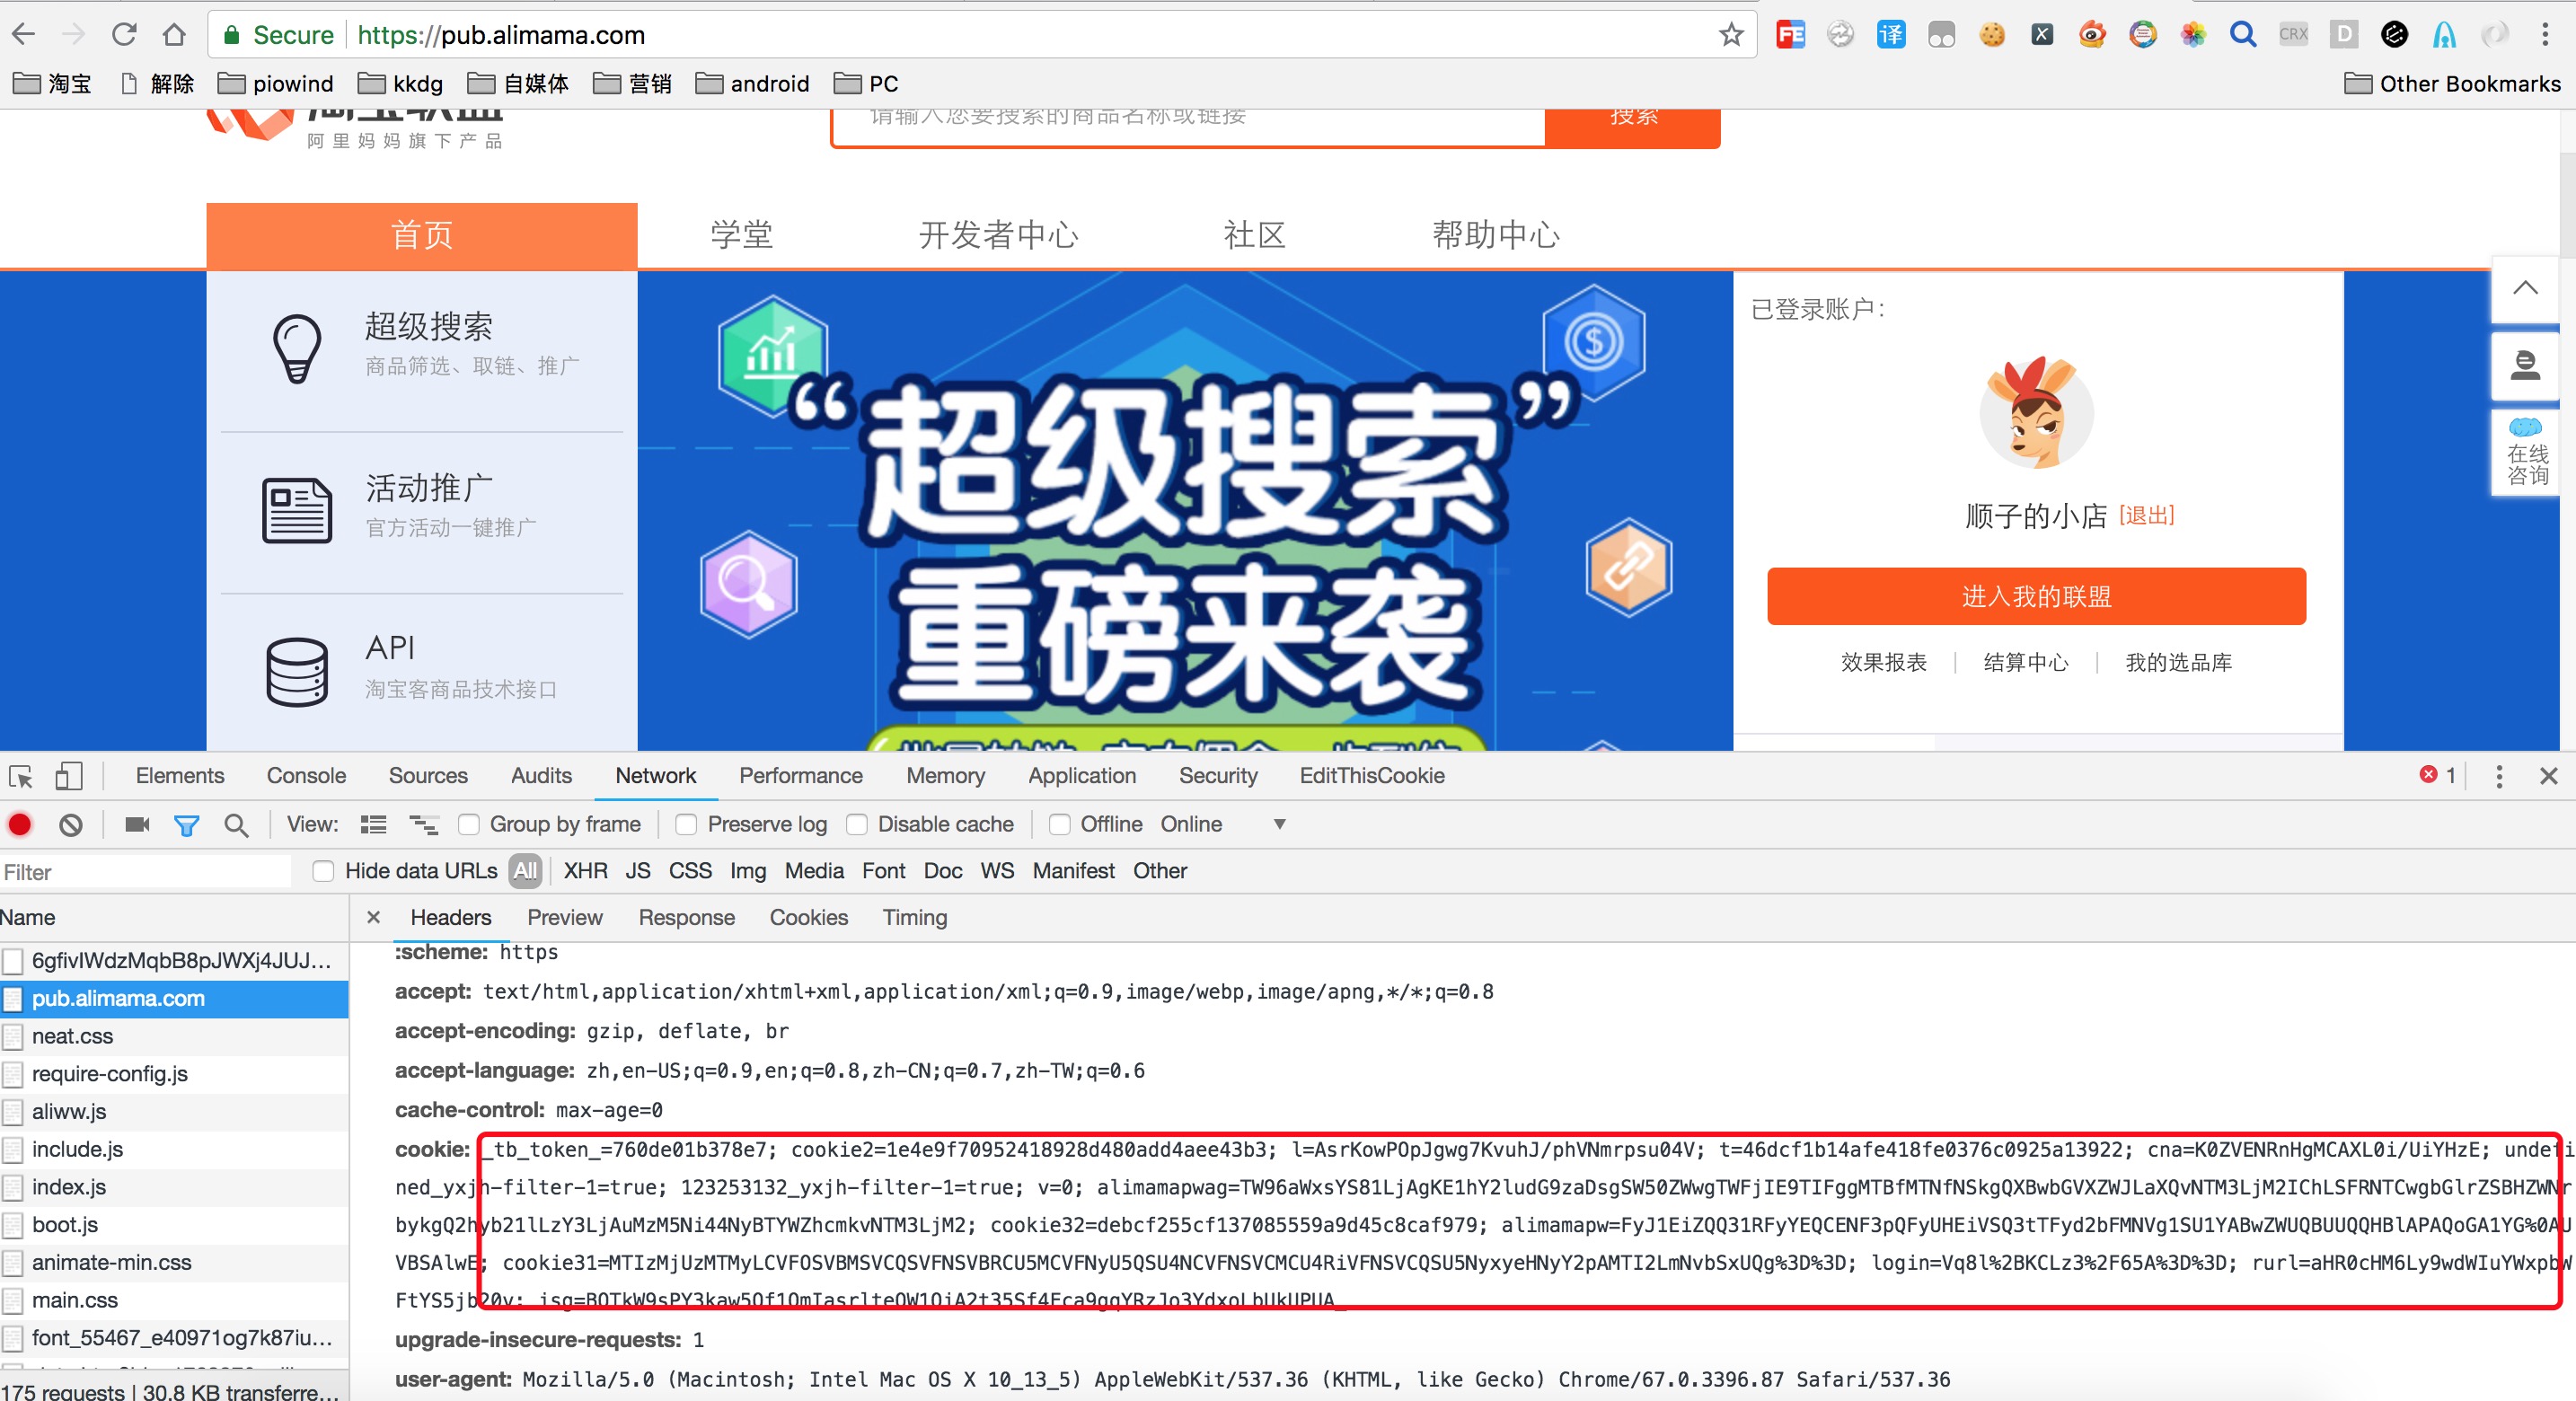 Secure https://pub.alimama.com
淘宝 解除 piowind kkdg 自媒体 营销 android PC Other Bookmarks
淘宝联盟
请输入您要搜索的商品名称或链接 搜索
阿里妈妈旗下产品
首页 学堂 开发者中心 社区 帮助中心
超级搜索
商品筛选、取链、推广
活动推广
官方活动一键推广
API
淘宝客商品技术接口
“超级搜索”
重磅来袭
已登录账户:
顺子的小店 [退出]
进入我的联盟
效果报表 | 结算中心 | 我的选品库
在线
咨询
Elements Console Sources Audits Network Performance Memory Application Security EditThisCookie 1
View: Group by frame Preserve log Disable cache Offline Online
Filter Hide data URLs All XHR JS CSS Img Media Font Doc WS Manifest Other
Name
Headers Preview Response Cookies Timing
6gfivIWdzMqbB8pJWXj4JUJ...
pub.alimama.com
neat.css
require-config.js
aliww.js
include.js
index.js
boot.js
animate-min.css
main.css
font_55467_e40971og7k87iu...
175 requests | 30.8 KB transferre...
:scheme: https
accept: text/html,application/xhtml+xml,application/xml;q=0.9,image/webp,image/apng,*/*;q=0.8
accept-encoding: gzip, deflate, br
accept-language: zh,en-US;q=0.9,en;q=0.8,zh-CN;q=0.7,zh-TW;q=0.6
cache-control: max-age=0
cookie: _tb_token_=760de01b378e7; cookie2=1e4e9f70952418928d480add4aee43b3; l=AsrKowPOpJgwg7KvuhJ/phVNmrpsu04V; t=46dcf1b14afe418fe0376c0925a13922; cna=K0ZVENRnHgMCAXL0i/UiYHzE; undefi
ned_yxjh-filter-1=true; 123253132_yxjh-filter-1=true; v=0; alimamapwag=TW96aWxsYS81LjAgKE1hY2ludG9zaDsgSW50ZWwgTWFjIE9TIFggMTBfMTNfNSkgQXBwbGVXZWJLaXQvNTM3LjM2IChLSFRNTCwgbGlrZSBHZWNr
bykgQ2hyb21lLzY3LjAuMzM5Ni44NyBTYWZhcmkvNTM3LjM2; cookie32=debcf255cf137085559a9d45c8caf979; alimamapw=FyJ1EiZQQ31RFyYEQCENF3pQFyUHEiVSQ3tTFyd2bFMNVg1SU1YABwZWUQBUUQQHBlAPAQoGA1YG%0AU
VBSAlwE; cookie31=MTIzMjUzMTMyLCVFOSVBMSVCQSVFNSVBRCU5MCVFNyU5QSU4NCVFNSVCMCU4RiVFNSVCQSU5NyxyeHNyY2pAMTI2LmNvbSxUQg%3D%3D; login=Vq8l%2BKCLz3%2F65A%3D%3D; rurl=aHR0cHM6Ly9wdWIuYWxpbW
FtYS5jb20v;
upgrade-insecure-requests: 1
user-agent: Mozilla/5.0 (Macintosh; Intel Mac OS X 10_13_5) AppleWebKit/537.36 (KHTML, like Gecko) Chrome/67.0.3396.87 Safari/537.36